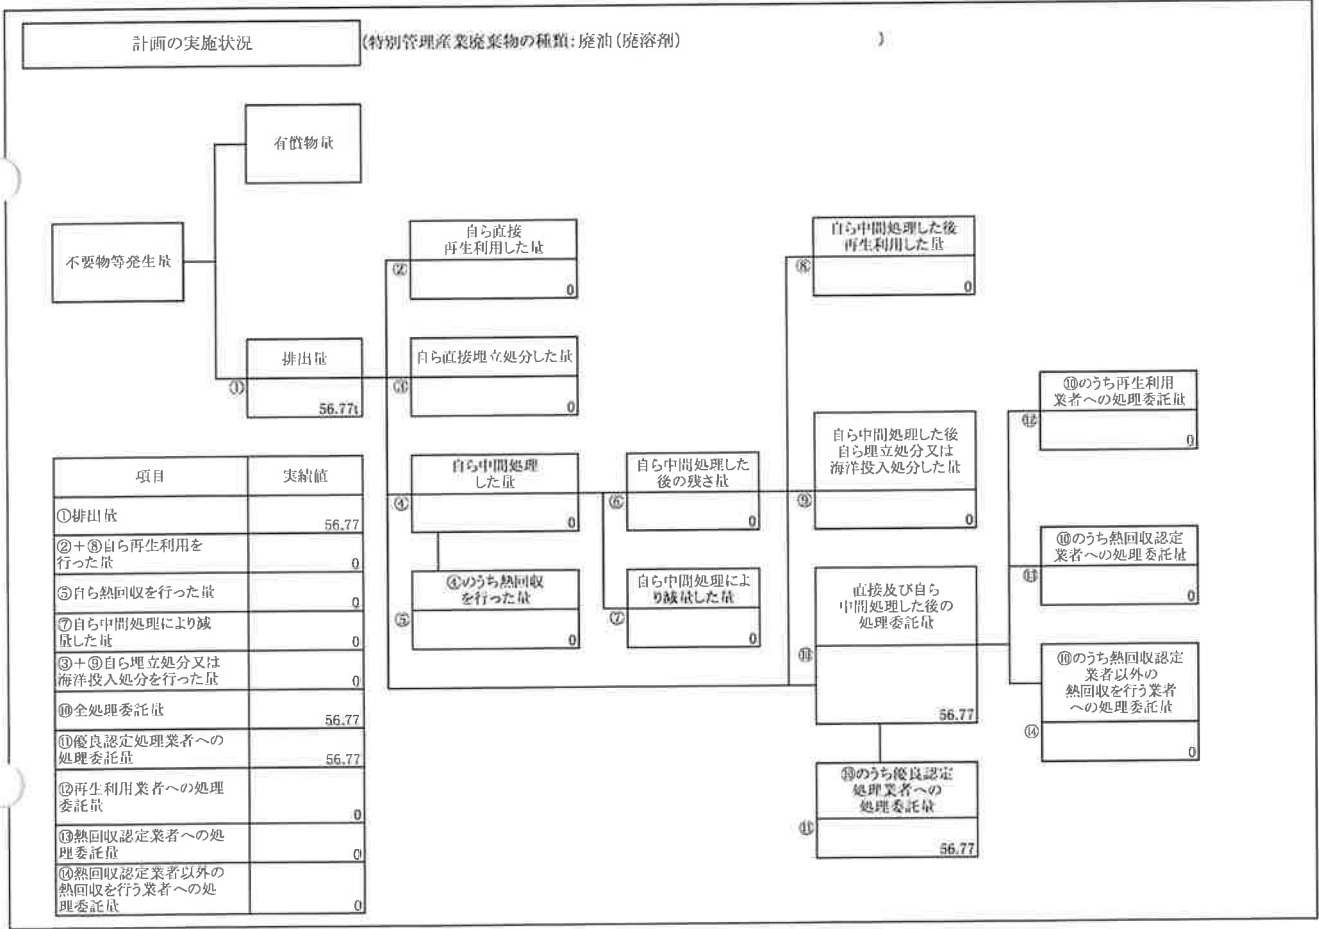 計画の実施状況
(特別管理産業廃棄物の種類:廃油(廃溶剤) )
有償物量
不要物等発生量
排出量
①
56.77t
自ら直接
再生利用した量
②
0
自ら直接埋立処分した量
③
0
自ら中間処理
した量
④
0
④のうち熱回収
を行った量
⑤
0
自ら中間処理した
後の残さ量
⑥
0
自ら中間処理によ
り減量した量
⑦
0
自ら中間処理した後
再生利用した量
⑧
0
自ら中間処理した後
自ら埋立処分又は
海洋投入処分した量
⑨
0
直接及び自ら
中間処理した後の
処理委託量
⑩
56.77
⑩のうち優良認定
処理業者への
処理委託量
⑪
56.77
⑩のうち再生利用
業者への処理委託量
⑫
0
⑩のうち熱回収認定
業者への処理委託量
⑬
0
⑩のうち熱回収認定
業者以外の
熱回収を行う業者
への処理委託量
⑭
0
項目 実績値
①排出量 56.77
②+⑧自ら再生利用を
行った量 0
⑤自ら熱回収を行った量 0
⑦自ら中間処理により減
量した量 0
③+⑨自ら埋立処分又は
海洋投入処分を行った量 0
⑩全処理委託量 56.77
⑪優良認定処理業者への
処理委託量 56.77
⑫再生利用業者への処理
委託量 0
⑬熱回収認定業者への処
理委託量 0
⑭熱回収認定業者以外の
熱回収を行う業者への処
理委託量 0